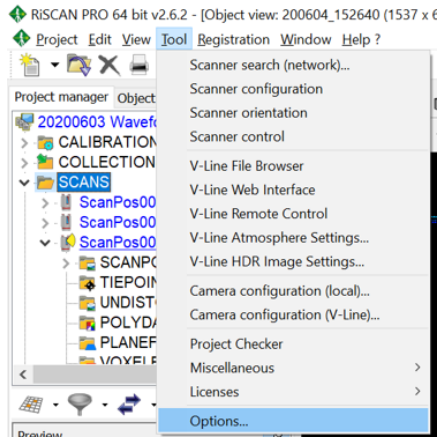 RiSCAN PRO 64 bit v2.6.2 - [Object view: 200604_152640 (1537 x 6
Project Edit View Tool Registration Window Help ?
Project manager Object
20200603 Wavef
CALIBRATION
COLLECTION
SCANS
ScanPos00
ScanPos00
ScanPos00
SCANPO
TIEPOIN
UNDIST
POLYDA
PLANEF
VOXELF
Preview
Scanner search (network)...
Scanner configuration
Scanner orientation
Scanner control
V-Line File Browser
V-Line Web Interface
V-Line Remote Control
V-Line Atmosphere Settings...
V-Line HDR Image Settings...
Camera configuration (local)...
Camera configuration (V-Line)...
Project Checker
Miscellaneous
Licenses
Options...